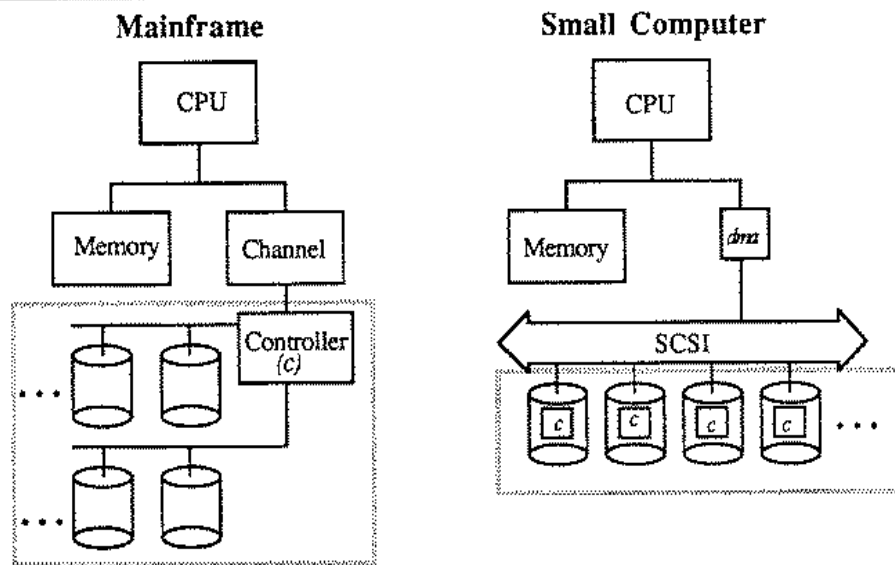 Mainframe
CPU
Memory
Channel
Controller
(c)
• • •
• • •
Small Computer
CPU
Memory
dma
SCSI
c
c
c
c
• • •